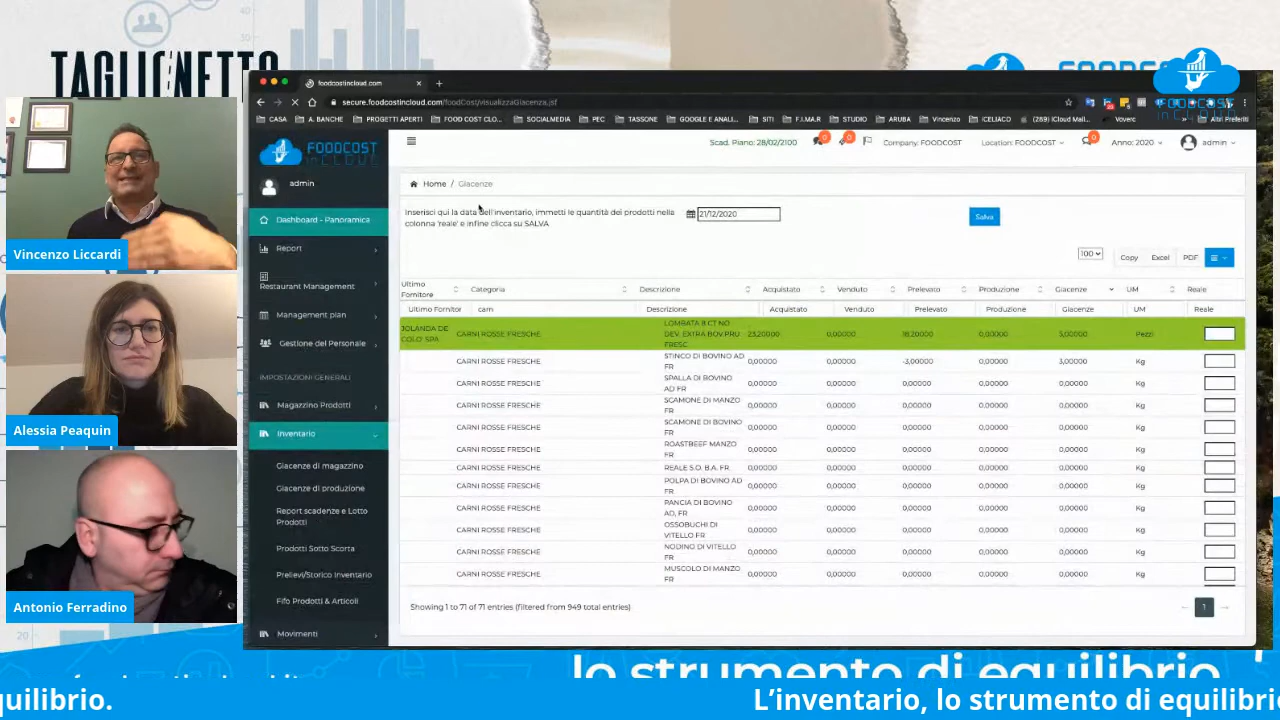 TAGLIONETTO
FOODCOST
in CLOUD
foodcostincloud.com
secure.foodcostincloud.com/foodCost/visualizzaGiacenza.jsf
CASA
A. BANCHE
PROGETTI APERTI
FOOD COST CLO...
SOCIALMEDIA
PEC
TASSONE
GOOGLE E ANALI...
SITI
F.I.MA.R
STUDIO
ARUBA
Vincenzo
iCELIACO
(289) iCloud Mail...
Altri Preferiti
FOODCOST
in CLOUD
Scad. Piano: 28/02/2100
0
0
Company: FOODCOST
Location: FOODCOST
0
Anno: 2020
admin
admin
Dashboard - Panoramica
Report
Restaurant Management
Management plan
Gestione del Personale
IMPOSTAZIONI GENERALI
Magazzino Prodotti
Inventario
Giacenze di magazzino
Giacenze di produzione
Report scadenze e Lotto
Prodotti
Prodotti Sotto Scorta
Prelievi/Storico Inventario
Fifo Prodotti & Articoli
Movimenti
Home / Giacenze
Inserisci qui la data dell'inventario, immetti le quantità dei prodotti nella
colonna 'reale' e infine clicca su SALVA
21/12/2020
Salva
100
Copy Excel PDF
Ultimo Fornitore Categoria Descrizione Acquistato Venduto Prelevato Produzione Giacenze UM Reale
Ultimo Fornitor carn Descrizione Acquistato Venduto Prelevato Produzione Giacenze UM Reale
JOLANDA DE COLO' SPA CARNI ROSSE FRESCHE LOMBATA 8 CT NO DEV. EXTRA BOV.PRU FRESC. 23,20000 0,00000 18,20000 0,00000 5,00000 Pezzi
CARNI ROSSE FRESCHE STINCO DI BOVINO AD FR 0,00000 0,00000 -3,00000 0,00000 3,00000 Kg
CARNI ROSSE FRESCHE SPALLA DI BOVINO AD FR 0,00000 0,00000 0,00000 0,00000 0,00000 Kg
CARNI ROSSE FRESCHE SCAMONE DI MANZO FR 0,00000 0,00000 0,00000 0,00000 0,00000 Kg
CARNI ROSSE FRESCHE SCAMONE DI BOVINO FR 0,00000 0,00000 0,00000 0,00000 0,00000 Kg
CARNI ROSSE FRESCHE ROASTBEEF MANZO FR 0,00000 0,00000 0,00000 0,00000 0,00000 Kg
CARNI ROSSE FRESCHE REALE S.O. B.A. FR. 0,00000 0,00000 0,00000 0,00000 0,00000 Kg
CARNI ROSSE FRESCHE POLPA DI BOVINO AD FR 0,00000 0,00000 0,00000 0,00000 0,00000 Kg
CARNI ROSSE FRESCHE PANCIA DI BOVINO AD, FR 0,00000 0,00000 0,00000 0,00000 0,00000 Kg
CARNI ROSSE FRESCHE OSSOBUCHI DI VITELLO FR 0,00000 0,00000 0,00000 0,00000 0,00000 Kg
CARNI ROSSE FRESCHE NODINO DI VITELLO FR 0,00000 0,00000 0,00000 0,00000 0,00000 Kg
CARNI ROSSE FRESCHE MUSCOLO DI MANZO FR 0,00000 0,00000 0,00000 0,00000 0,00000 Kg
Showing 1 to 71 of 71 entries (filtered from 949 total entries)
1
Vincenzo Liccardi
Alessia Peaquin
Antonio Ferradino
40
20
lo strumento di equilibrio
quilibrio.
L'inventario, lo strumento di equilibri